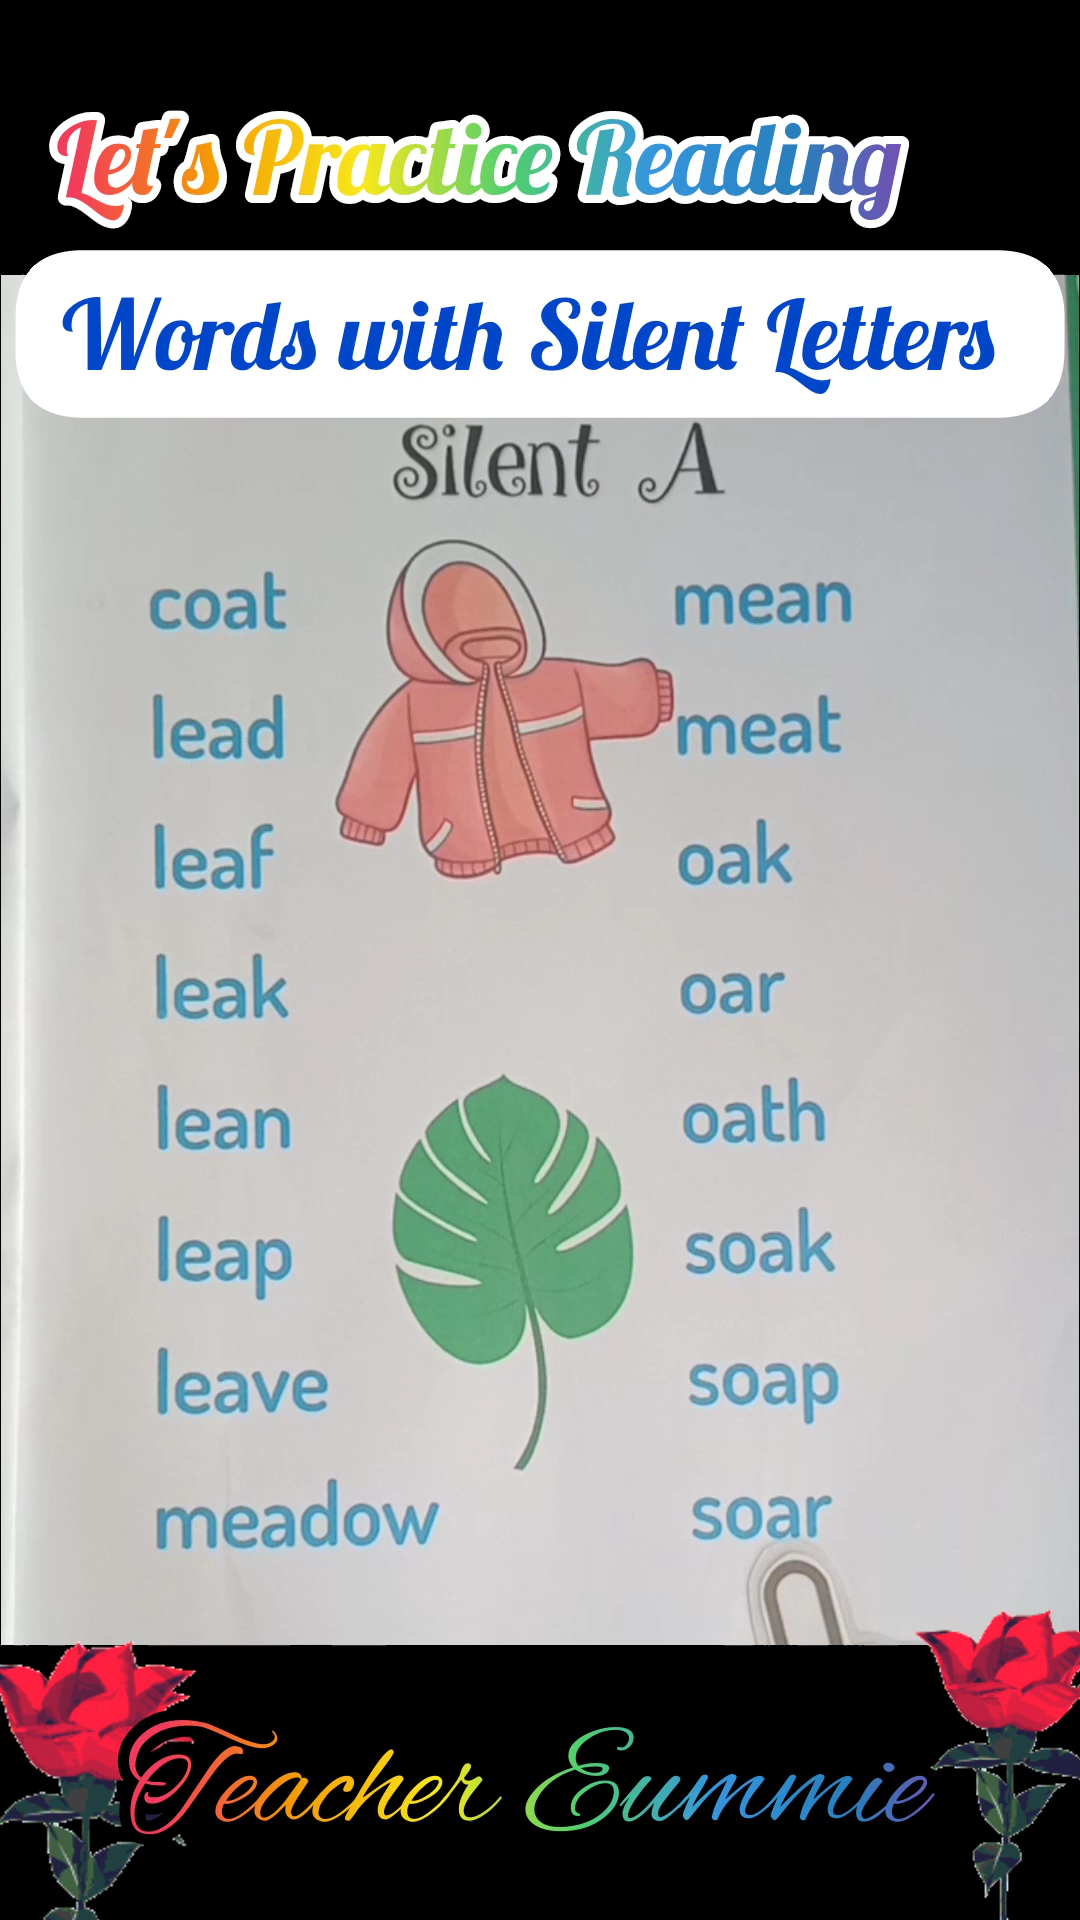 Let's Practice Reading
Words with Silent Letters
Silent A
coat
lead
leaf
leak
lean
leap
leave
meadow
mean
meat
oak
oar
oath
soak
soap
soar
Teacher Eummie